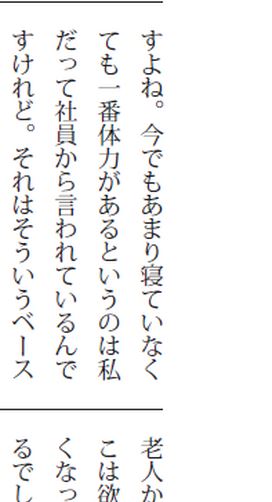 すよね。今でもあまり寝ていなく
ても一番体力があるというのは私
だって社員から言われているんで
すけれど。それはそういうベース
老人か
こは欲
くなっ
るでし